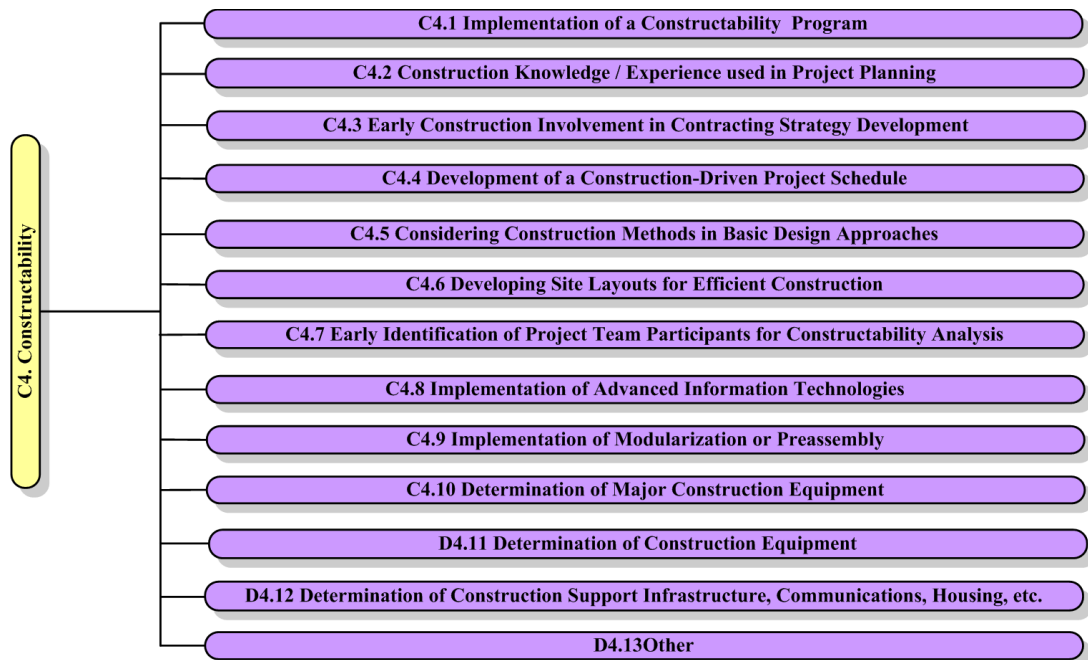 C4. Constructability
C4.1 Implementation of a Constructability Program
C4.2 Construction Knowledge / Experience used in Project Planning
C4.3 Early Construction Involvement in Contracting Strategy Development
C4.4 Development of a Construction-Driven Project Schedule
C4.5 Considering Construction Methods in Basic Design Approaches
C4.6 Developing Site Layouts for Efficient Construction
C4.7 Early Identification of Project Team Participants for Constructability Analysis
C4.8 Implementation of Advanced Information Technologies
C4.9 Implementation of Modularization or Preassembly
C4.10 Determination of Major Construction Equipment
D4.11 Determination of Construction Equipment
D4.12 Determination of Construction Support Infrastructure, Communications, Housing, etc.
D4.13Other